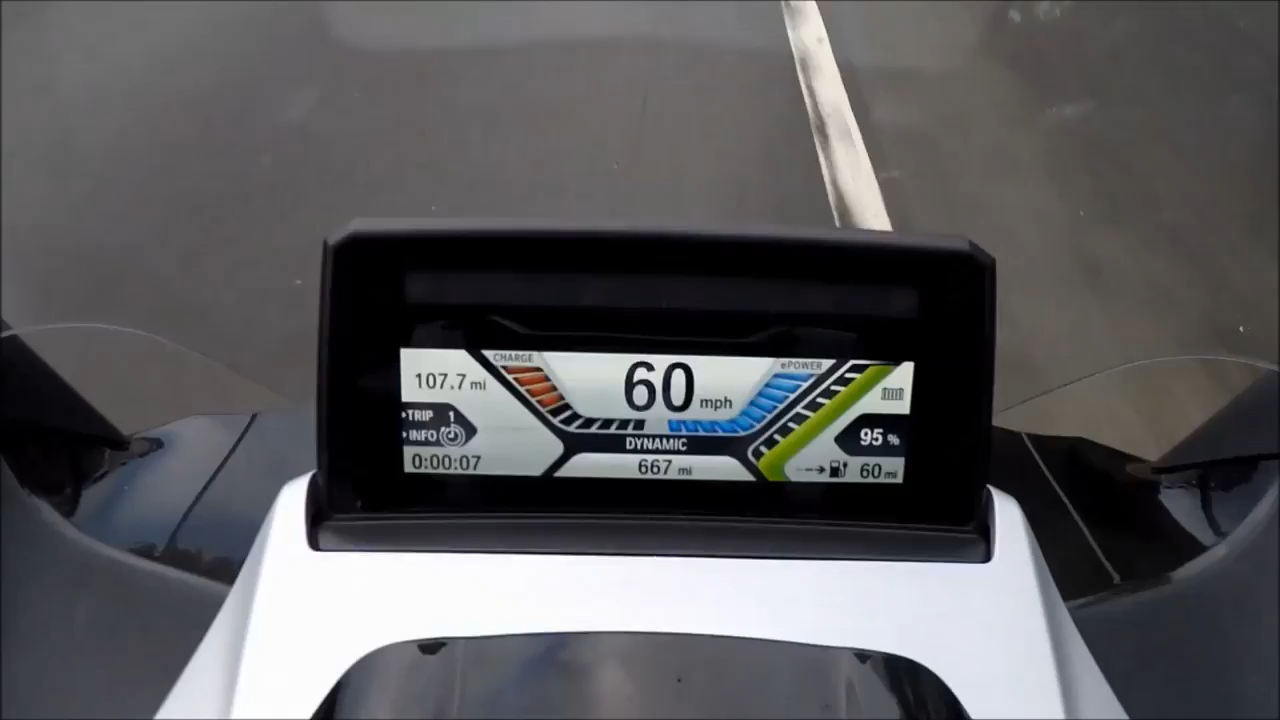 CHARGE
ePOWER
107.7 mi
60 mph
TRIP 1
INFO
DYNAMIC
95 %
0:00:07
667 mi
60 mi